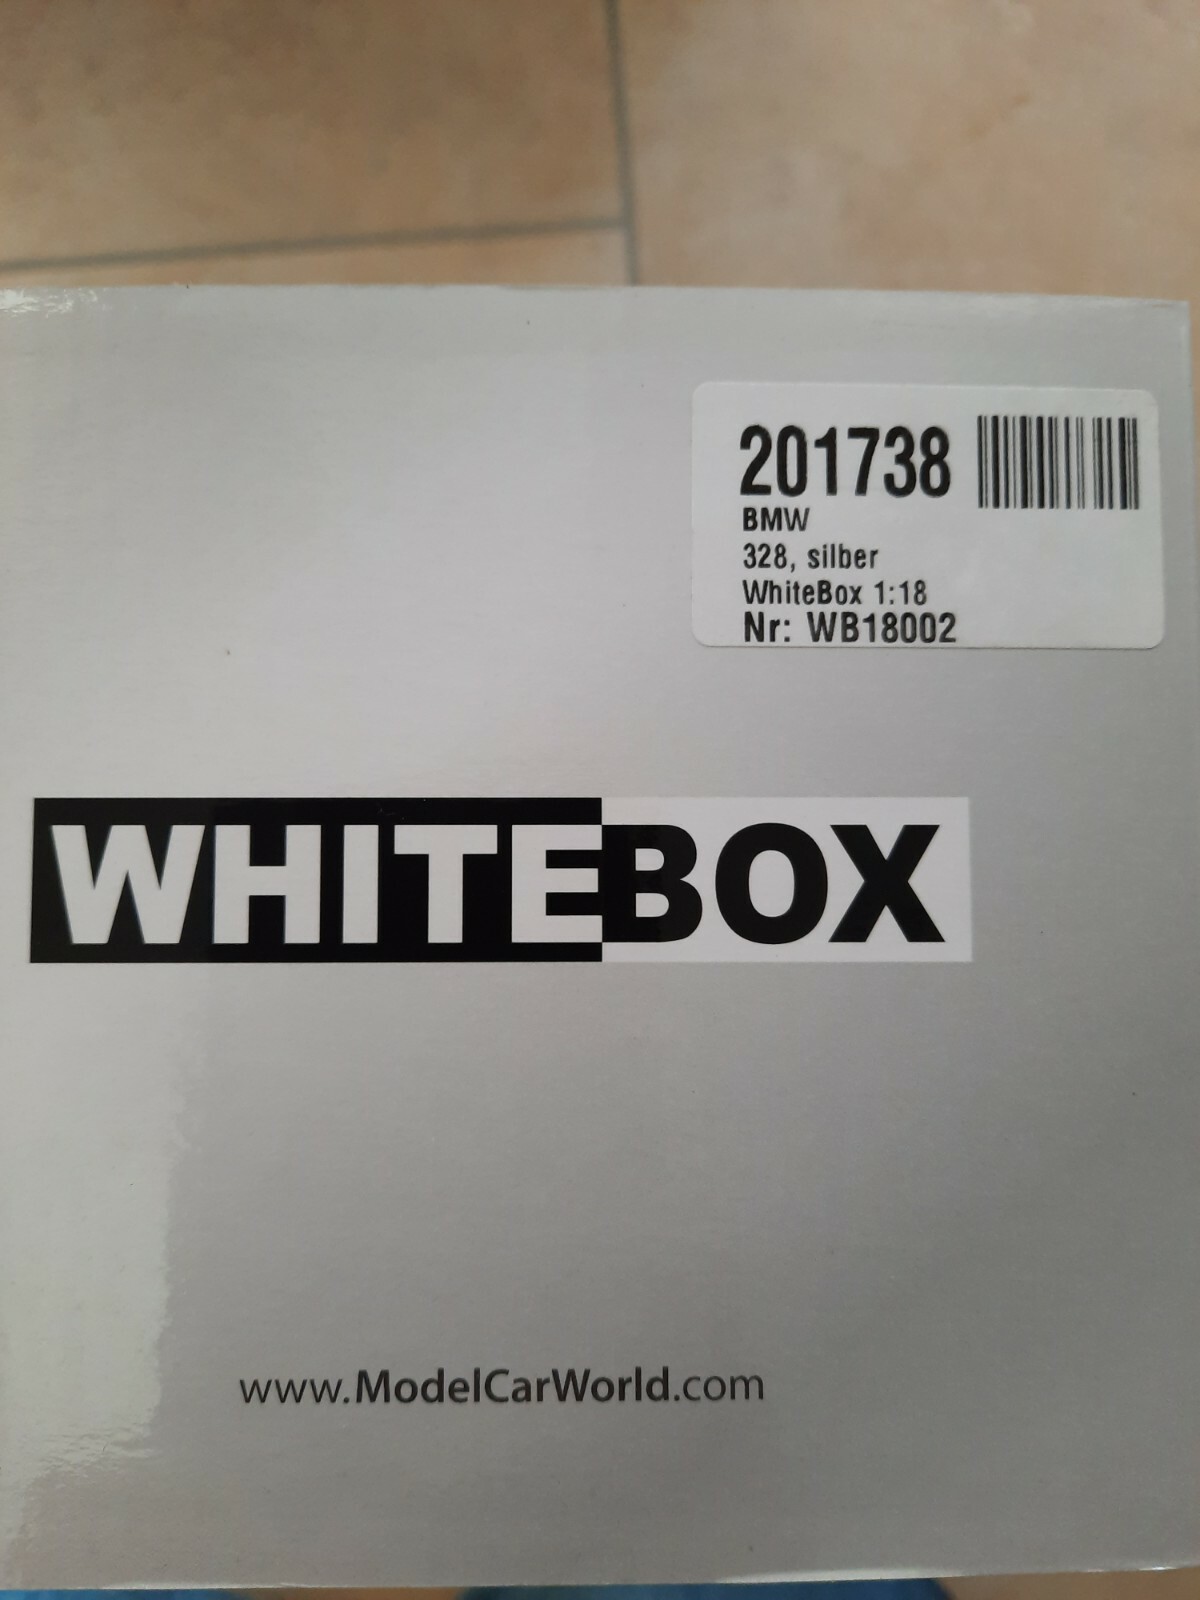 201738
BMW
328, silber
WhiteBox 1:18
Nr: WB18002
WHITEBOX
www.ModelCarWorld.com